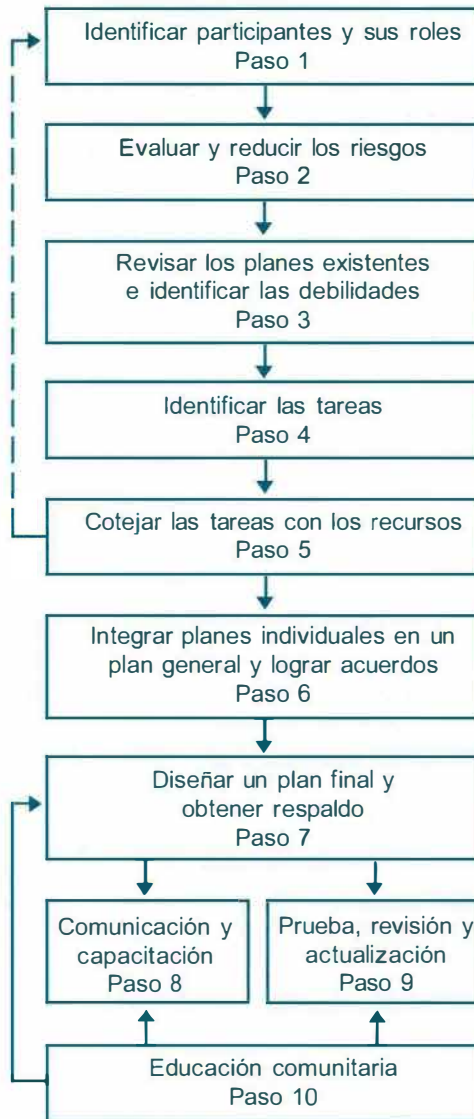 Identificar participantes y sus roles
Paso 1
Evaluar y reducir los riesgos
Paso 2
Revisar los planes existentes
e identificar las debilidades
Paso 3
Identificar las tareas
Paso 4
Cotejar las tareas con los recursos
Paso 5
Integrar planes individuales en un
plan general y lograr acuerdos
Paso 6
Diseñar un plan final y
obtener respaldo
Paso 7
Comunicación y
capacitación
Paso 8
Prueba, revisión y
actualización
Paso 9
Educación comunitaria
Paso 10